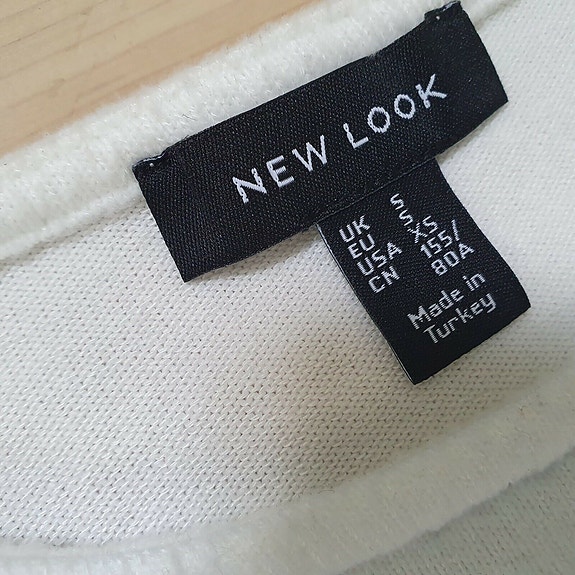 NEW LOOK
UK S
EU S
USA XS
CN 155/
80A
Made in
Turkey